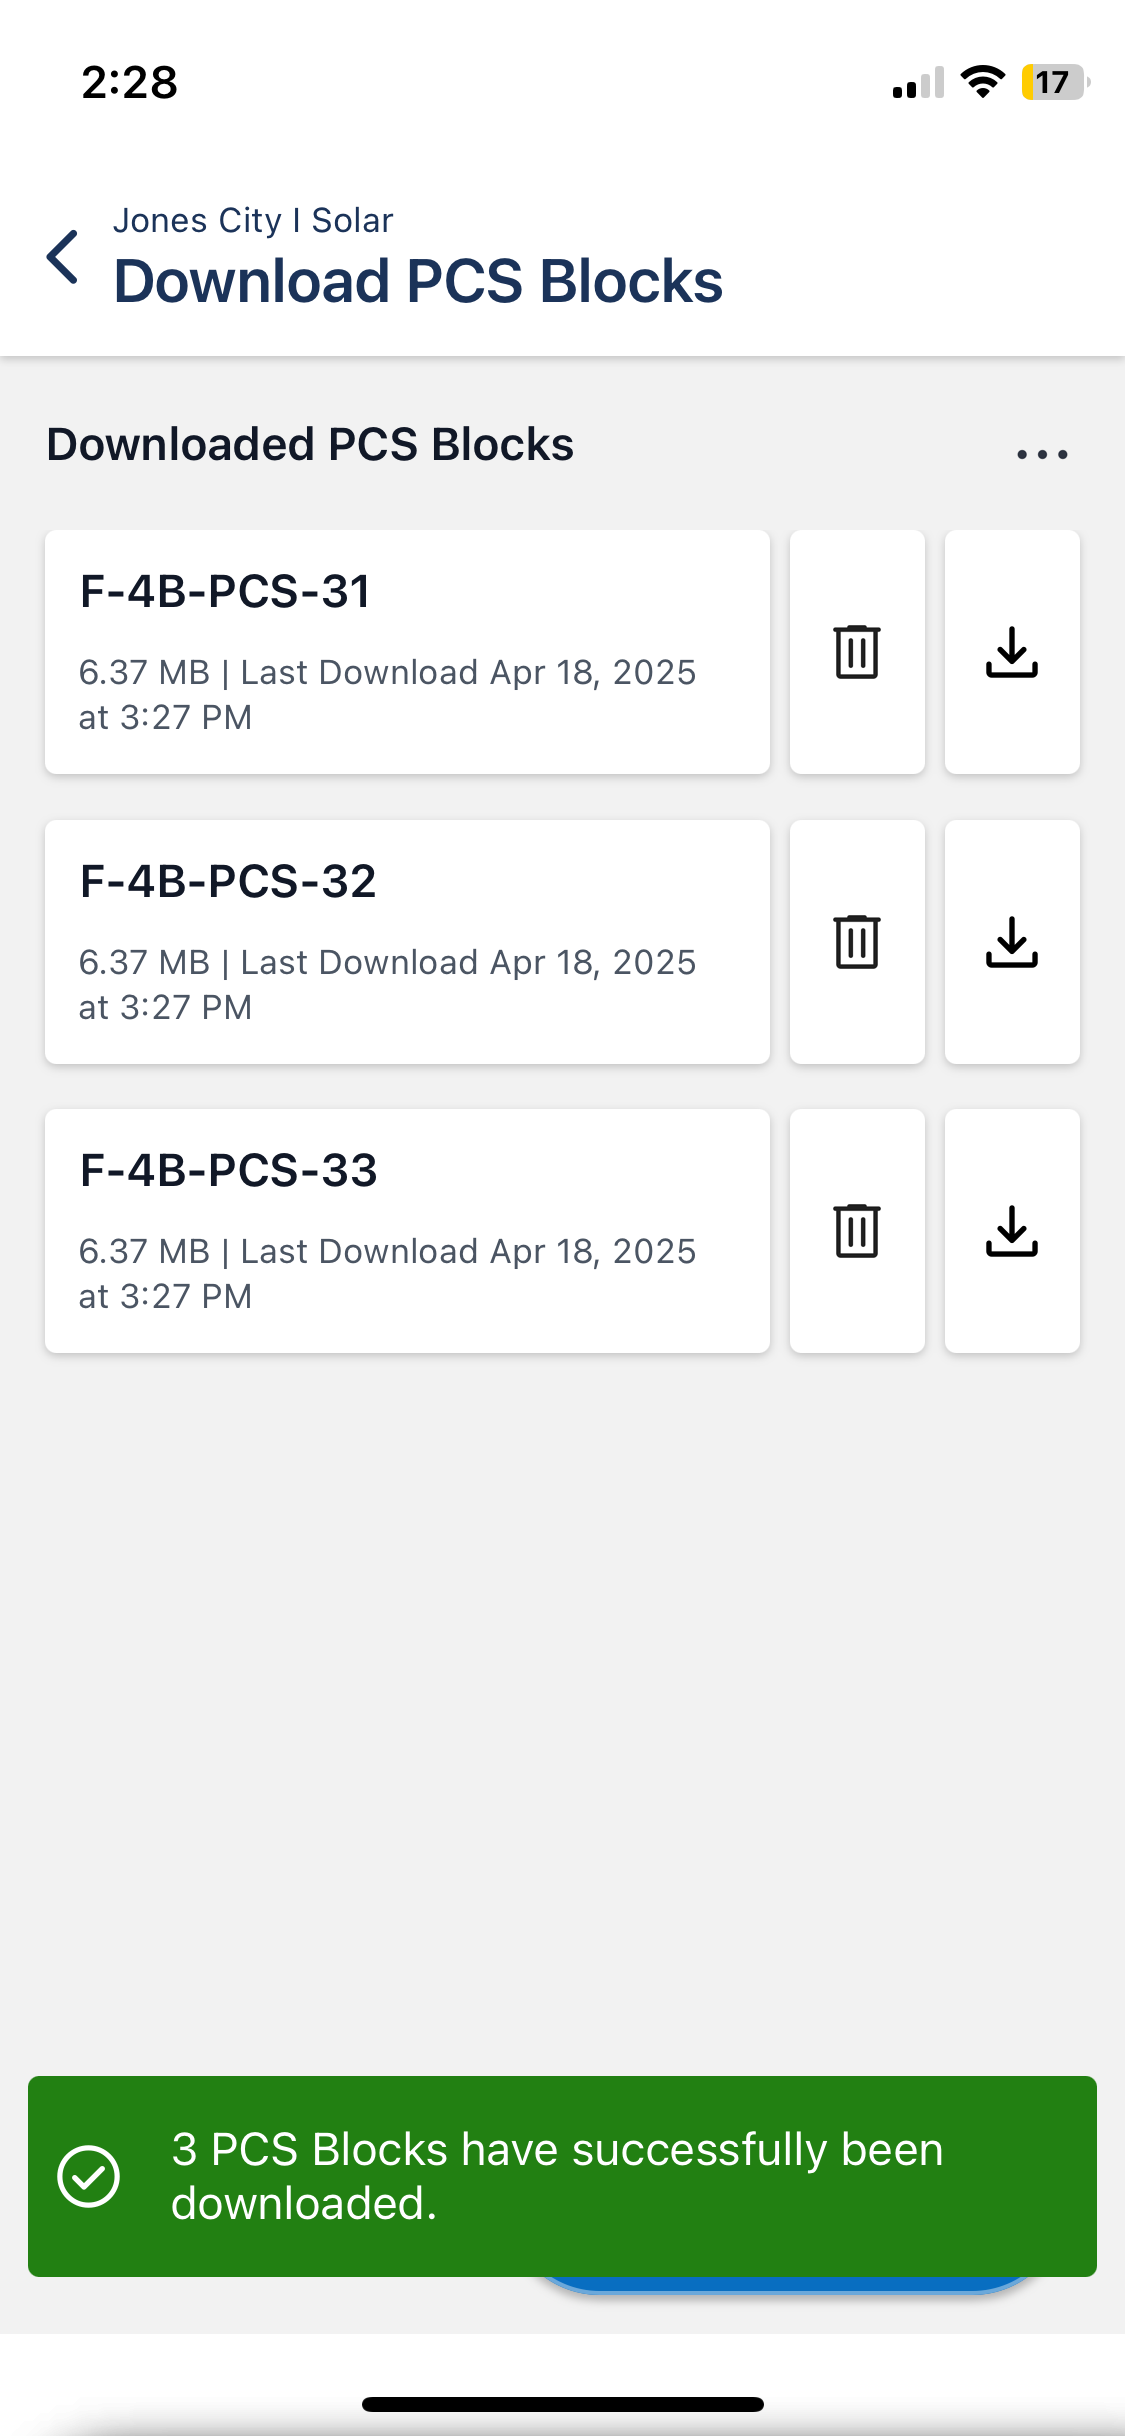 2:28
17
Jones City I Solar
Download PCS Blocks
Downloaded PCS Blocks
F-4B-PCS-31
6.37 MB | Last Download Apr 18, 2025
at 3:27 PM
F-4B-PCS-32
6.37 MB | Last Download Apr 18, 2025
at 3:27 PM
F-4B-PCS-33
6.37 MB | Last Download Apr 18, 2025
at 3:27 PM
3 PCS Blocks have successfully been
downloaded.